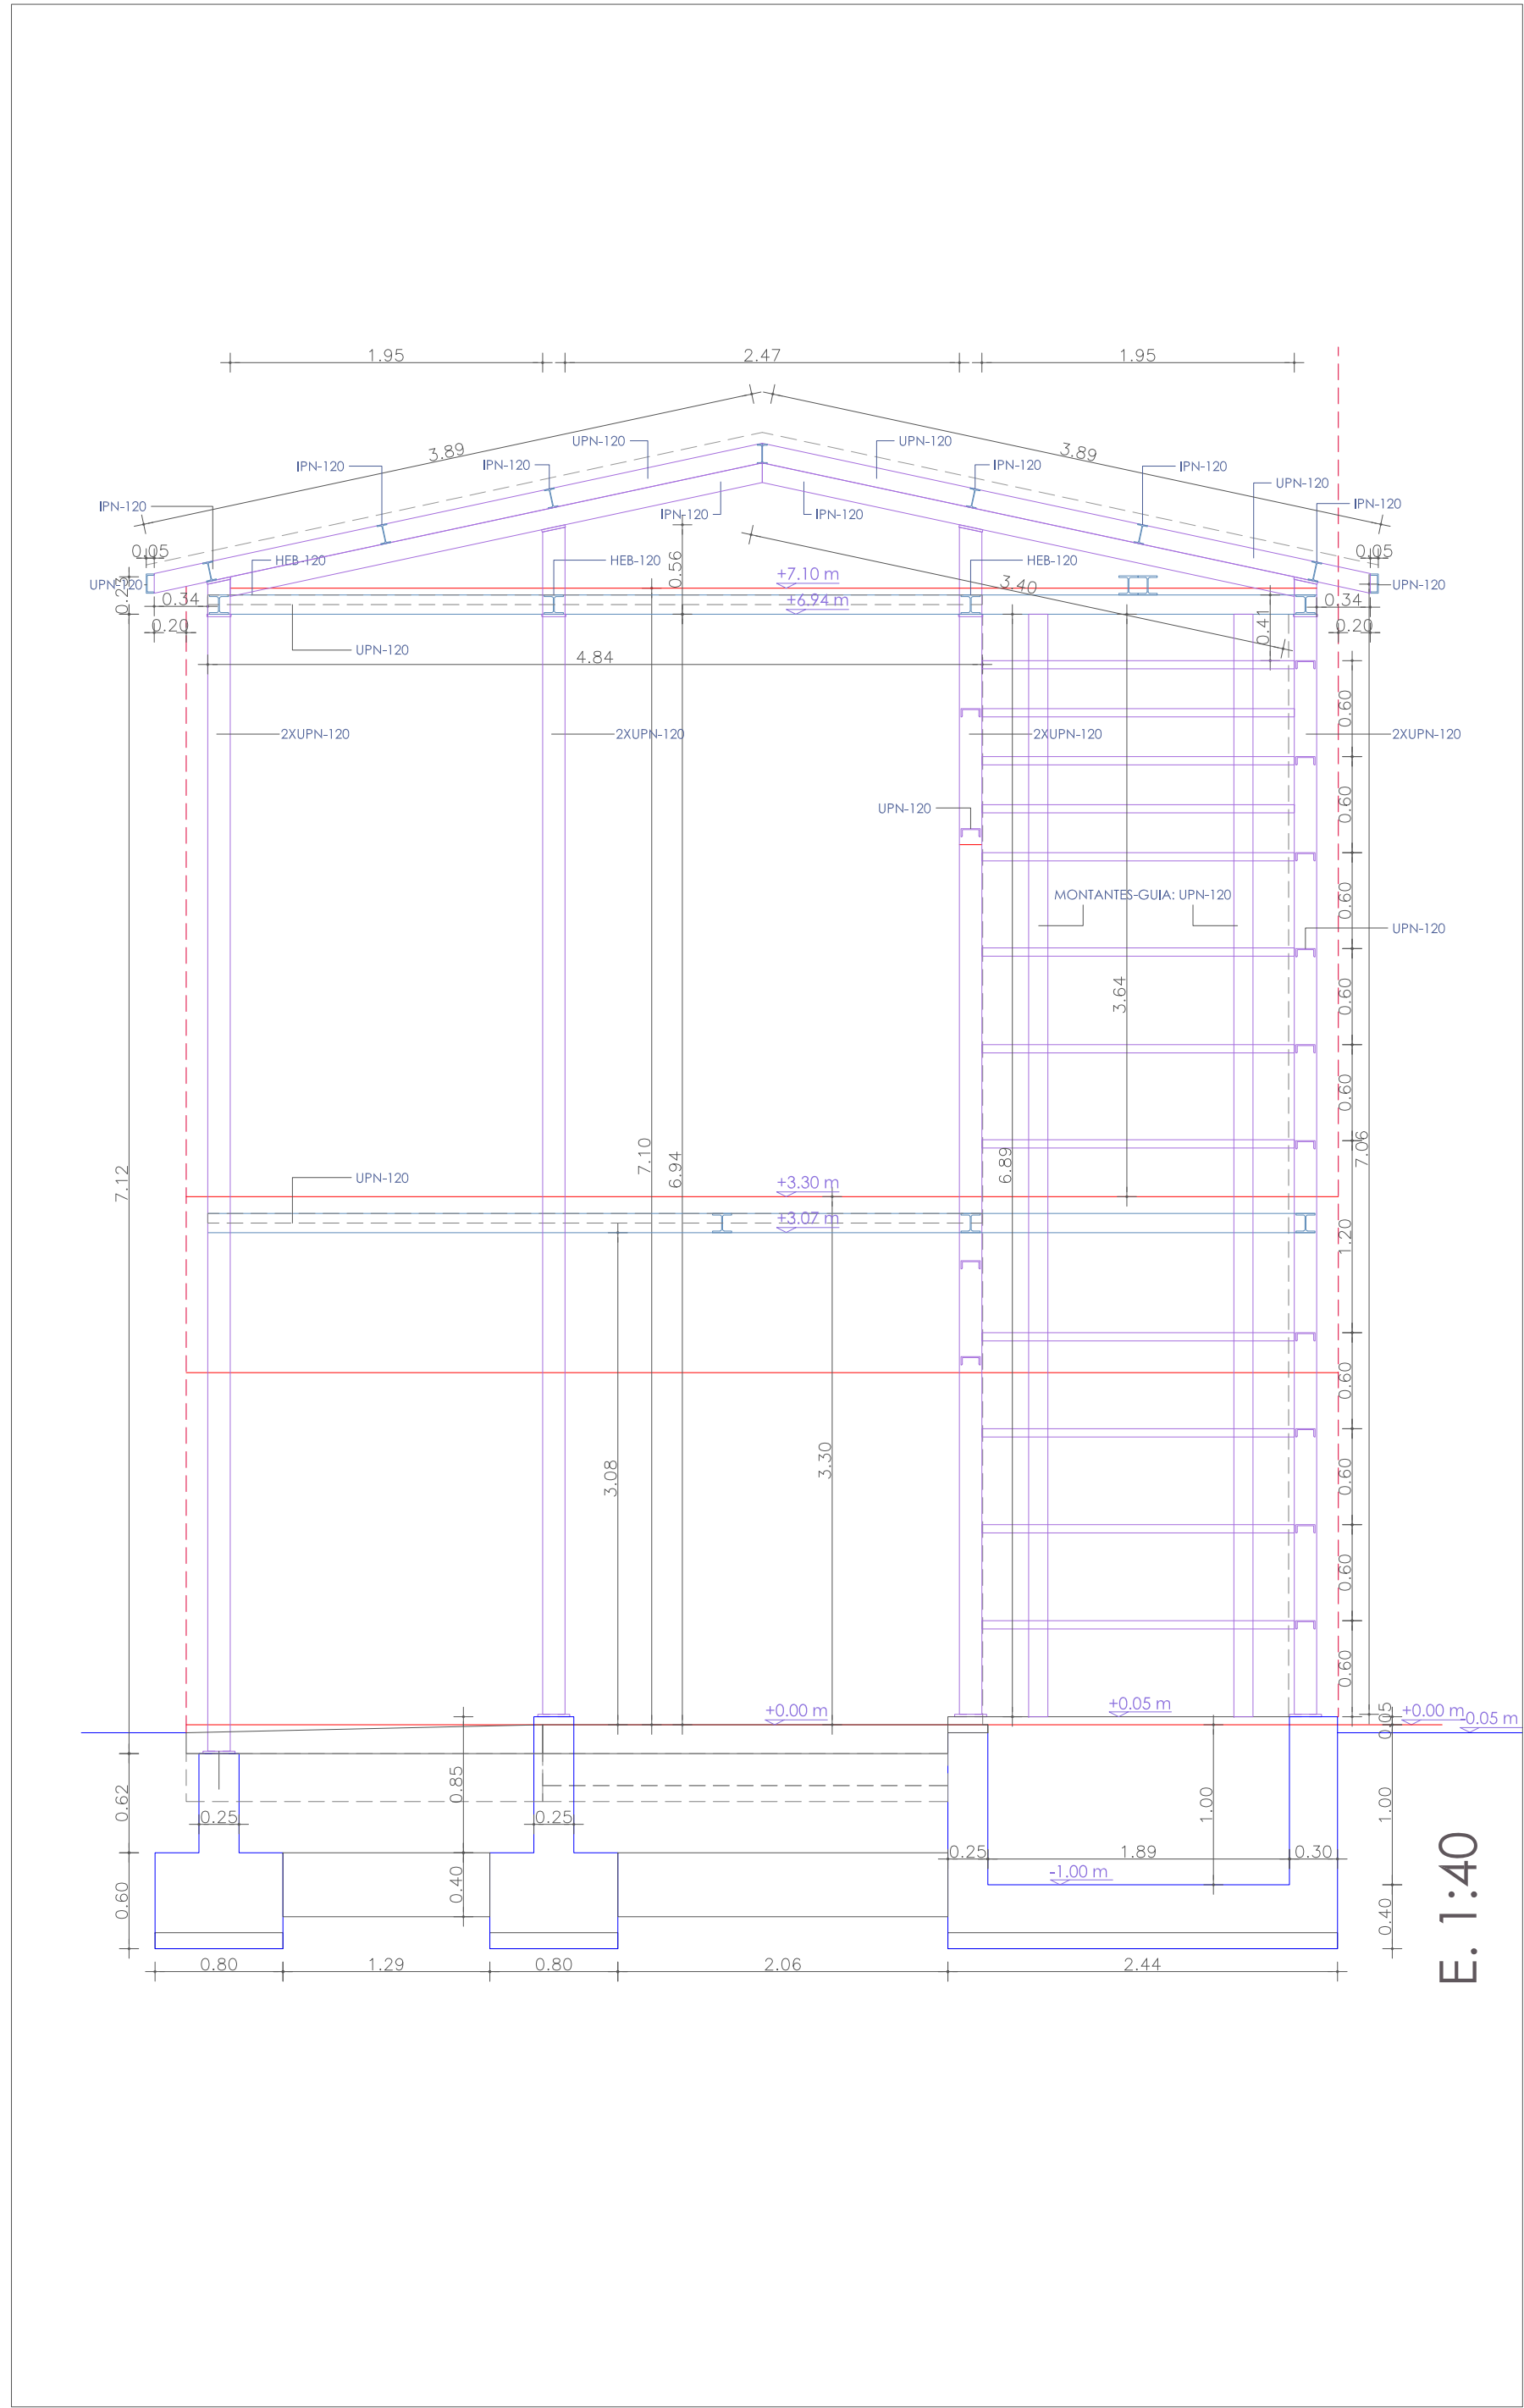 1.95
2.47
1.95
3.89
3.89
UPN-120
UPN-120
IPN-120
IPN-120
IPN-120
IPN-120
UPN-120
IPN-120
IPN-120
IPN-120
IPN-120
0.05
0.05
HEB-120
HEB-120
0.56
HEB-120
+7.10 m
3.40
UPN-120
UPN-120
0.23
0.34
+6.94 m
0.34
0.20
0.41
0.20
UPN-120
4.84
0.60
2XUPN-120
2XUPN-120
2XUPN-120
2XUPN-120
0.60
UPN-120
MONTANTES-GUIA: UPN-120
0.60
UPN-120
3.64
0.60
0.60
7.12
7.10
6.94
6.89
7.06
UPN-120
+3.30 m
+3.07 m
1.20
0.60
3.08
3.30
0.60
0.60
0.60
+0.00 m
+0.05 m
0.05
+0.00 m
-0.05 m
0.62
0.25
0.85
0.25
1.00
1.00
0.25
1.89
0.30
-1.00 m
0.60
0.40
0.40
0.80
1.29
0.80
2.06
2.44
E. 1:40